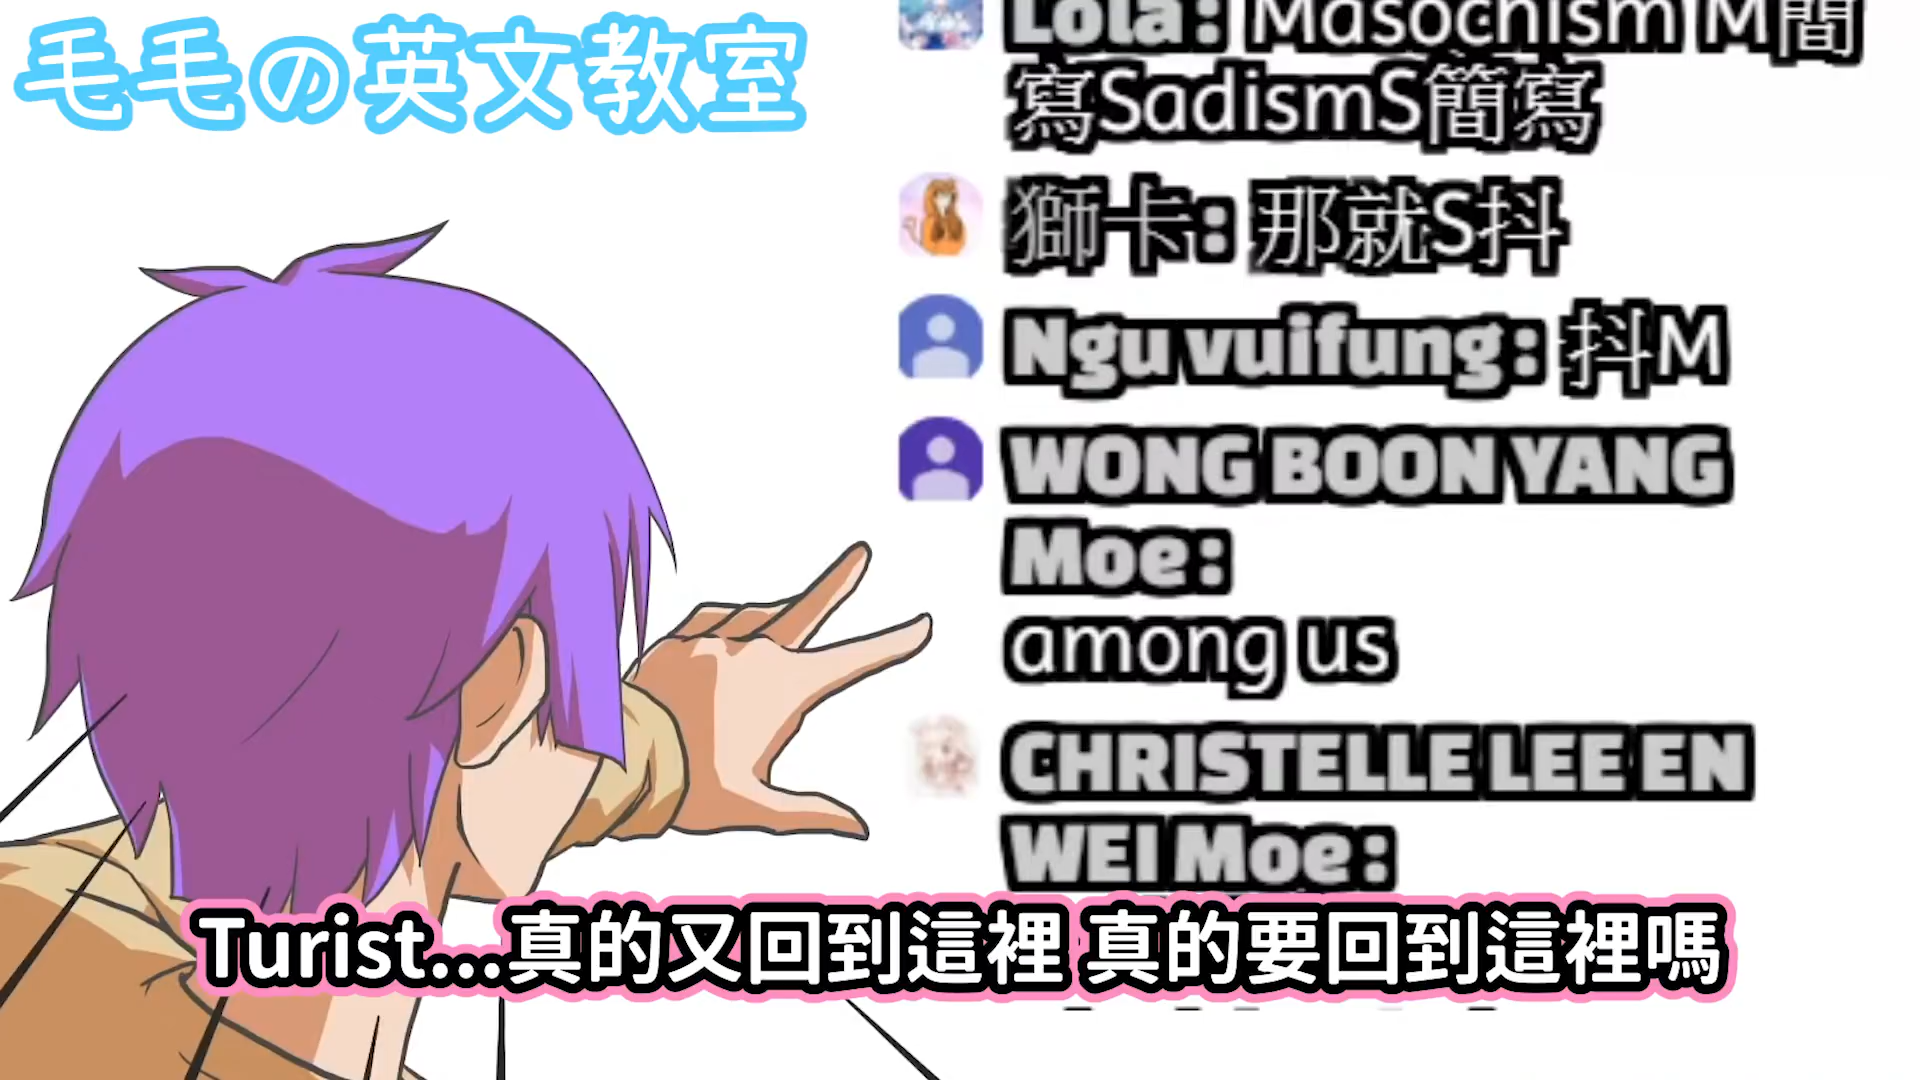 毛毛の英文教室
Lola: Masochism M簡
寫SadismS簡寫
獅卡: 那就S抖
Ngu vuifung: 抖M
WONG BOON YANG
Moe:
among us
CHRISTELLE LEE EN
WEI Moe:
Turist...真的又回到這裡 真的要回到這裡嗎